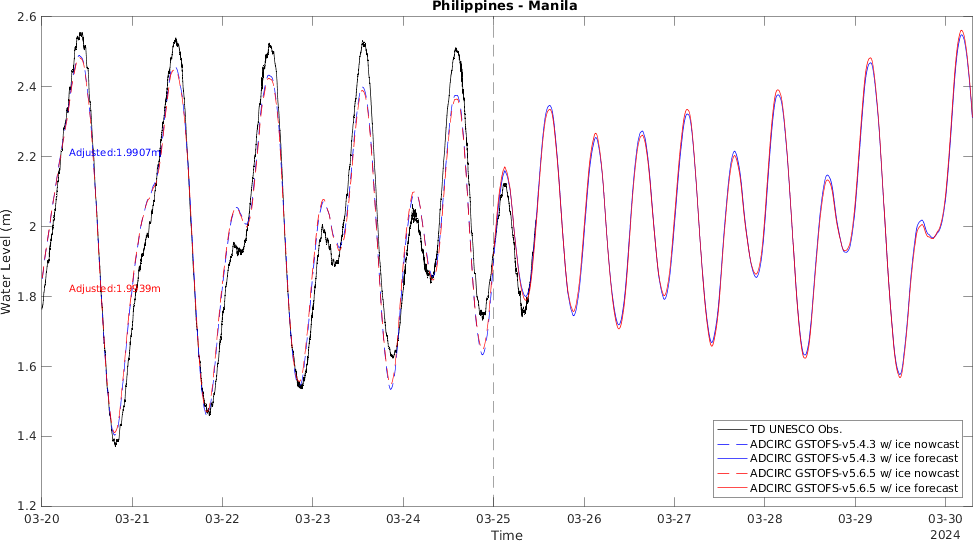 Philippines - Manila
2.6
2.4
2.2
2
1.8
1.6
1.4
1.2
Water Level (m)
Adjusted:1.9907m
Adjusted:1.9939m
TD UNESCO Obs.
ADCIRC GSTOFS-v5.4.3 w/ ice nowcast
ADCIRC GSTOFS-v5.4.3 w/ ice forecast
ADCIRC GSTOFS-v5.6.5 w/ ice nowcast
ADCIRC GSTOFS-v5.6.5 w/ ice forecast
03-20 03-21 03-22 03-23 03-24 03-25 03-26 03-27 03-28 03-29 03-30
Time
2024